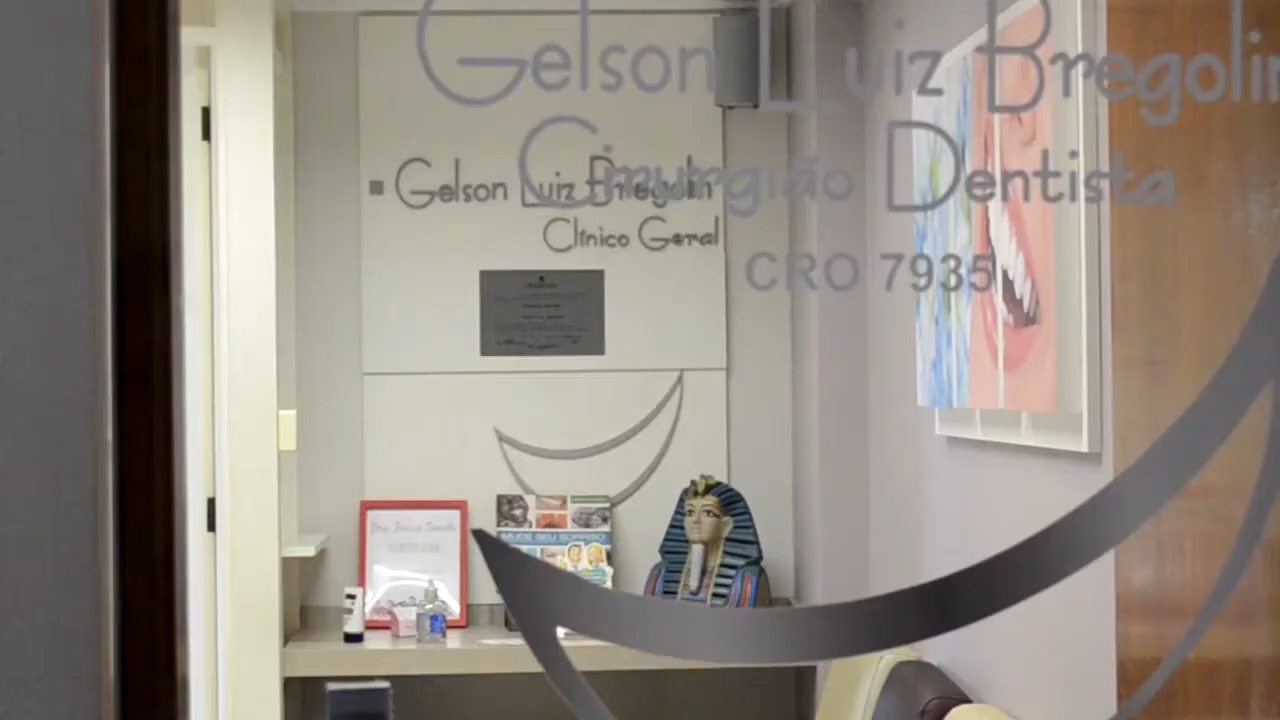 Gelson Luiz Bregolin
Cirurgião Dentista
CRO 7935
Gelson Luiz Bregolin
Clínico Geral
MUDE SEU SORRISO